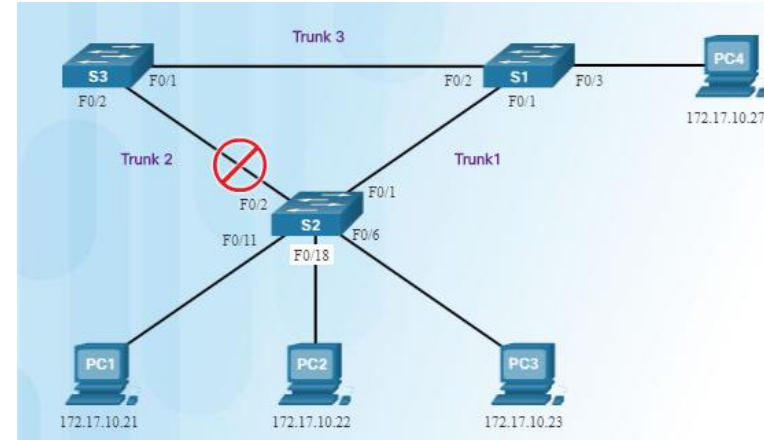 Trunk 3
PC4
S3
F0/1
F0/2
S1
F0/3
F0/2
F0/1
172.17.10.27
Trunk 2
Trunk1
F0/2
F0/1
S2
F0/11
F0/6
F0/18
PC1
PC2
PC3
172.17.10.21
172.17.10.22
172.17.10.23